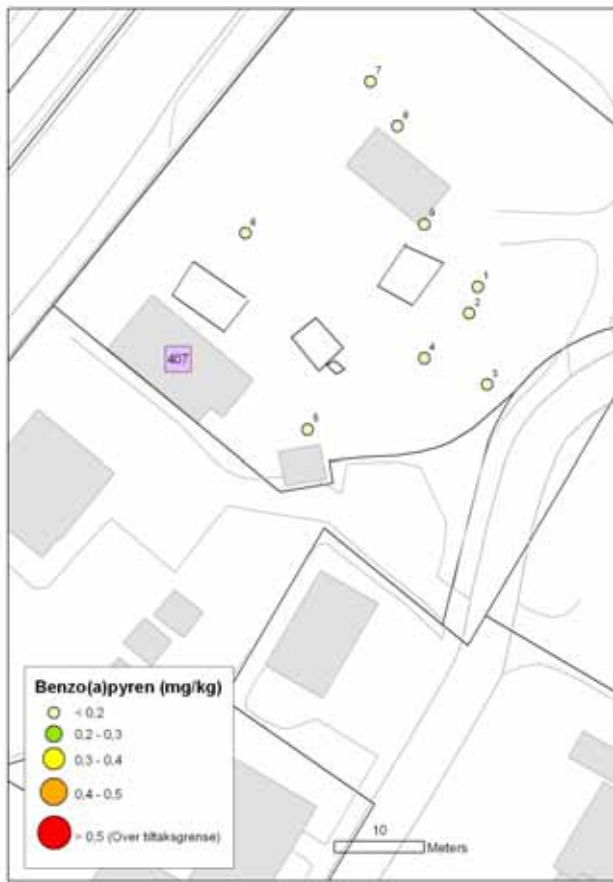 7
8
9
6
1
2
4
3
407
5
Benzo(a)pyren (mg/kg)
< 0,2
0,2 - 0,3
0,3 - 0,4
0,4 - 0,5
> 0,5 (Over tiltaksgrense)
10
Meters